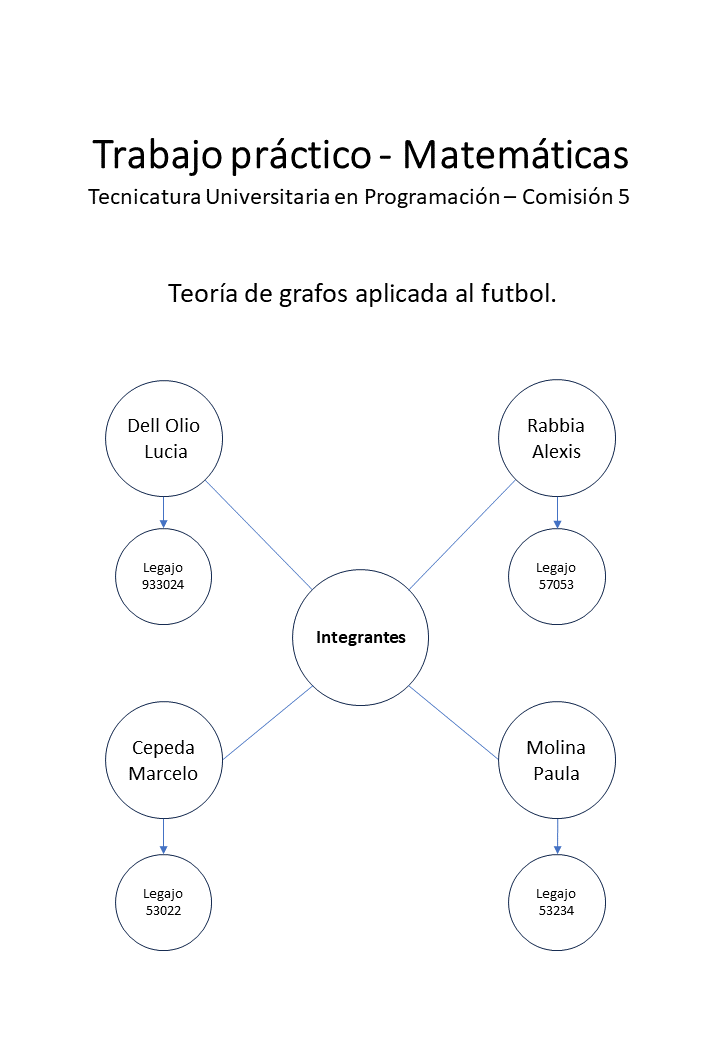 Trabajo práctico - Matemáticas
Tecnicatura Universitaria en Programación – Comisión 5
Teoría de grafos aplicada al futbol.
Dell Olio
Lucia
Rabbia
Alexis
Legajo
933024
Legajo
57053
Integrantes
Cepeda
Marcelo
Molina
Paula
Legajo
53022
Legajo
53234